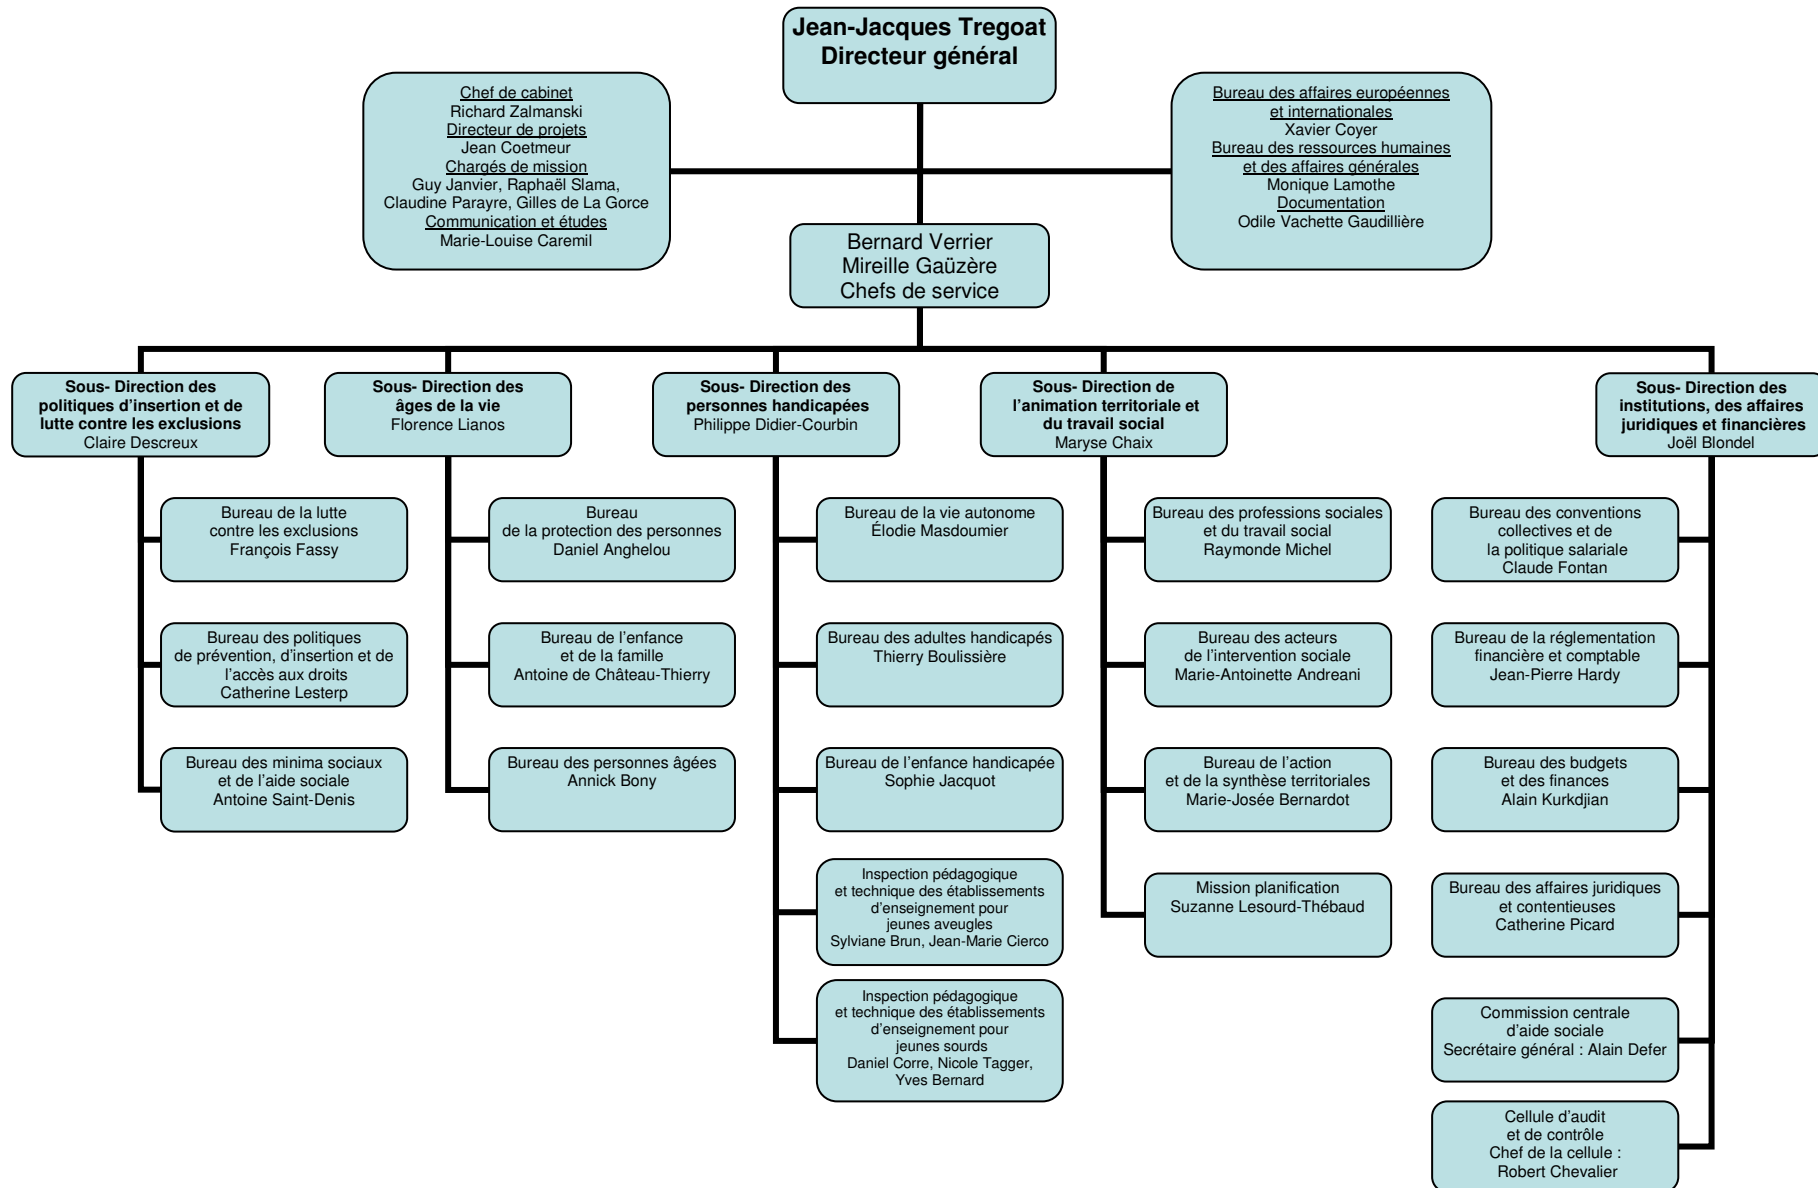 Jean-Jacques Tregoat
Directeur général
Chef de cabinet
Richard Zalmanski
Directeur de projets
Jean Coetmeur
Chargés de mission
Guy Janvier, Raphaël Slama,
Claudine Parayre, Gilles de La Gorce
Communication et études
Marie-Louise Caremil
Bureau des affaires européennes
et internationales
Xavier Coyer
Bureau des ressources humaines
et des affaires générales
Monique Lamothe
Documentation
Odile Vachette Gaudillière
Bernard Verrier
Mireille Gaüzère
Chefs de service
Sous- Direction des
politiques d’insertion et de
lutte contre les exclusions
Claire Descreux
Sous- Direction des
âges de la vie
Florence Lianos
Sous- Direction des
personnes handicapées
Philippe Didier-Courbin
Sous- Direction de
l’animation territoriale et
du travail social
Maryse Chaix
Sous- Direction des
institutions, des affaires
juridiques et financières
Joël Blondel
Bureau de la lutte
contre les exclusions
François Fassy
Bureau des politiques
de prévention, d’insertion et de
l’accès aux droits
Catherine Lesterp
Bureau des minima sociaux
et de l’aide sociale
Antoine Saint-Denis
Bureau
de la protection des personnes
Daniel Anghelou
Bureau de l’enfance
et de la famille
Antoine de Château-Thierry
Bureau des personnes âgées
Annick Bony
Bureau de la vie autonome
Élodie Masdoumier
Bureau des adultes handicapés
Thierry Boulissière
Bureau de l’enfance handicapée
Sophie Jacquot
Inspection pédagogique
et technique des établissements
d’enseignement pour
jeunes aveugles
Sylviane Brun, Jean-Marie Cierco
Inspection pédagogique
et technique des établissements
d’enseignement pour
jeunes sourds
Daniel Corre, Nicole Tagger,
Yves Bernard
Bureau des professions sociales
et du travail social
Raymonde Michel
Bureau des acteurs
de l’intervention sociale
Marie-Antoinette Andreani
Bureau de l’action
et de la synthèse territoriales
Marie-Josée Bernardot
Mission planification
Suzanne Lesourd-Thébaud
Bureau des conventions
collectives et de
la politique salariale
Claude Fontan
Bureau de la réglementation
financière et comptable
Jean-Pierre Hardy
Bureau des budgets
et des finances
Alain Kurkdjian
Bureau des affaires juridiques
et contentieuses
Catherine Picard
Commission centrale
d’aide sociale
Secrétaire général : Alain Defer
Cellule d’audit
et de contrôle
Chef de la cellule :
Robert Chevalier